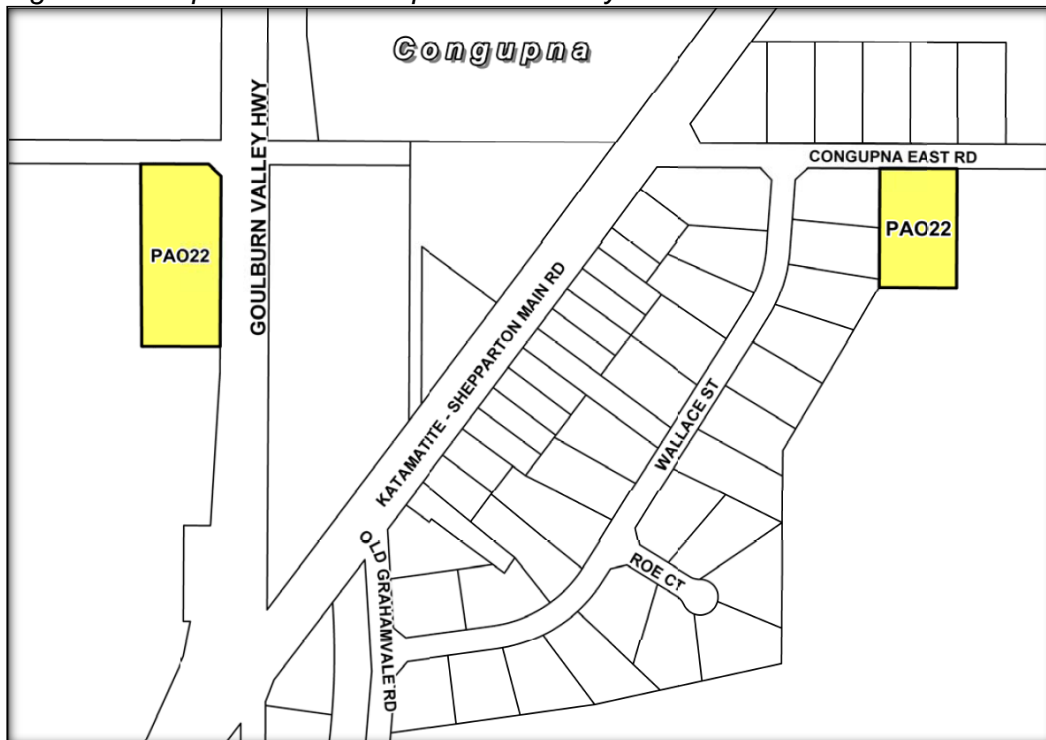 Congupna
GOULBURN VALLEY HWY
CONGUPNA EAST RD
PAO22
PAO22
KATAMATITE - SHEPPARTON MAIN RD
WALLACE ST
ROE CT
OLD GRAHAMVALE RD